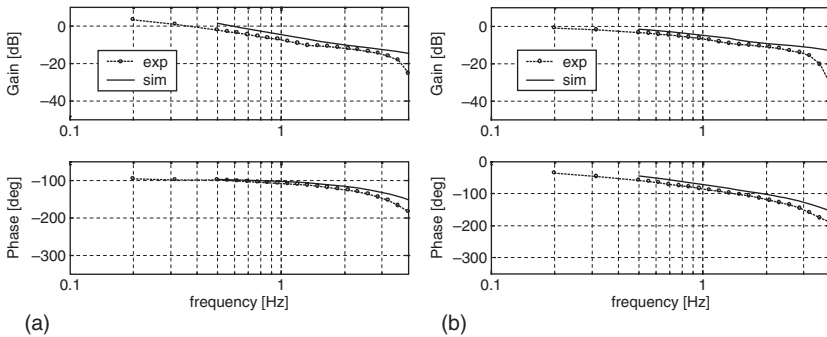 0
−20
−40
Gain [dB]
exp
sim
0.1
1
−100
−200
−300
Phase [deg]
0.1
1
frequency [Hz]
(a)
0
−20
−40
Gain [dB]
exp
sim
0.1
1
0
−100
−200
−300
Phase [deg]
0.1
1
frequency [Hz]
(b)